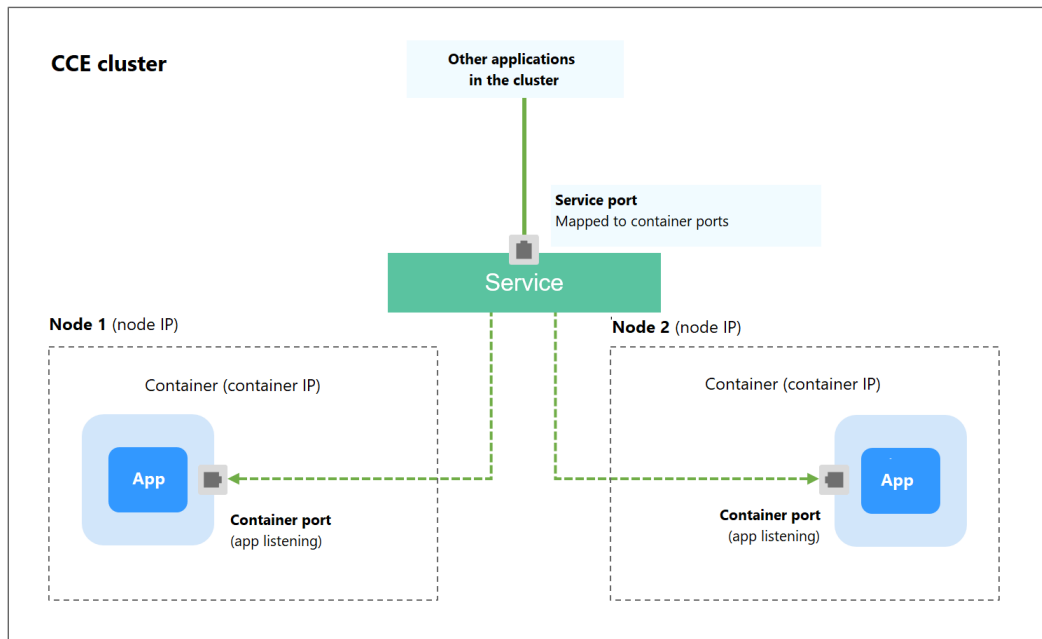 CCE cluster
Other applications
in the cluster
Service port
Mapped to container ports
Service
Node 1 (node IP)
Node 2 (node IP)
Container (container IP)
Container (container IP)
App
App
Container port
(app listening)
Container port
(app listening)